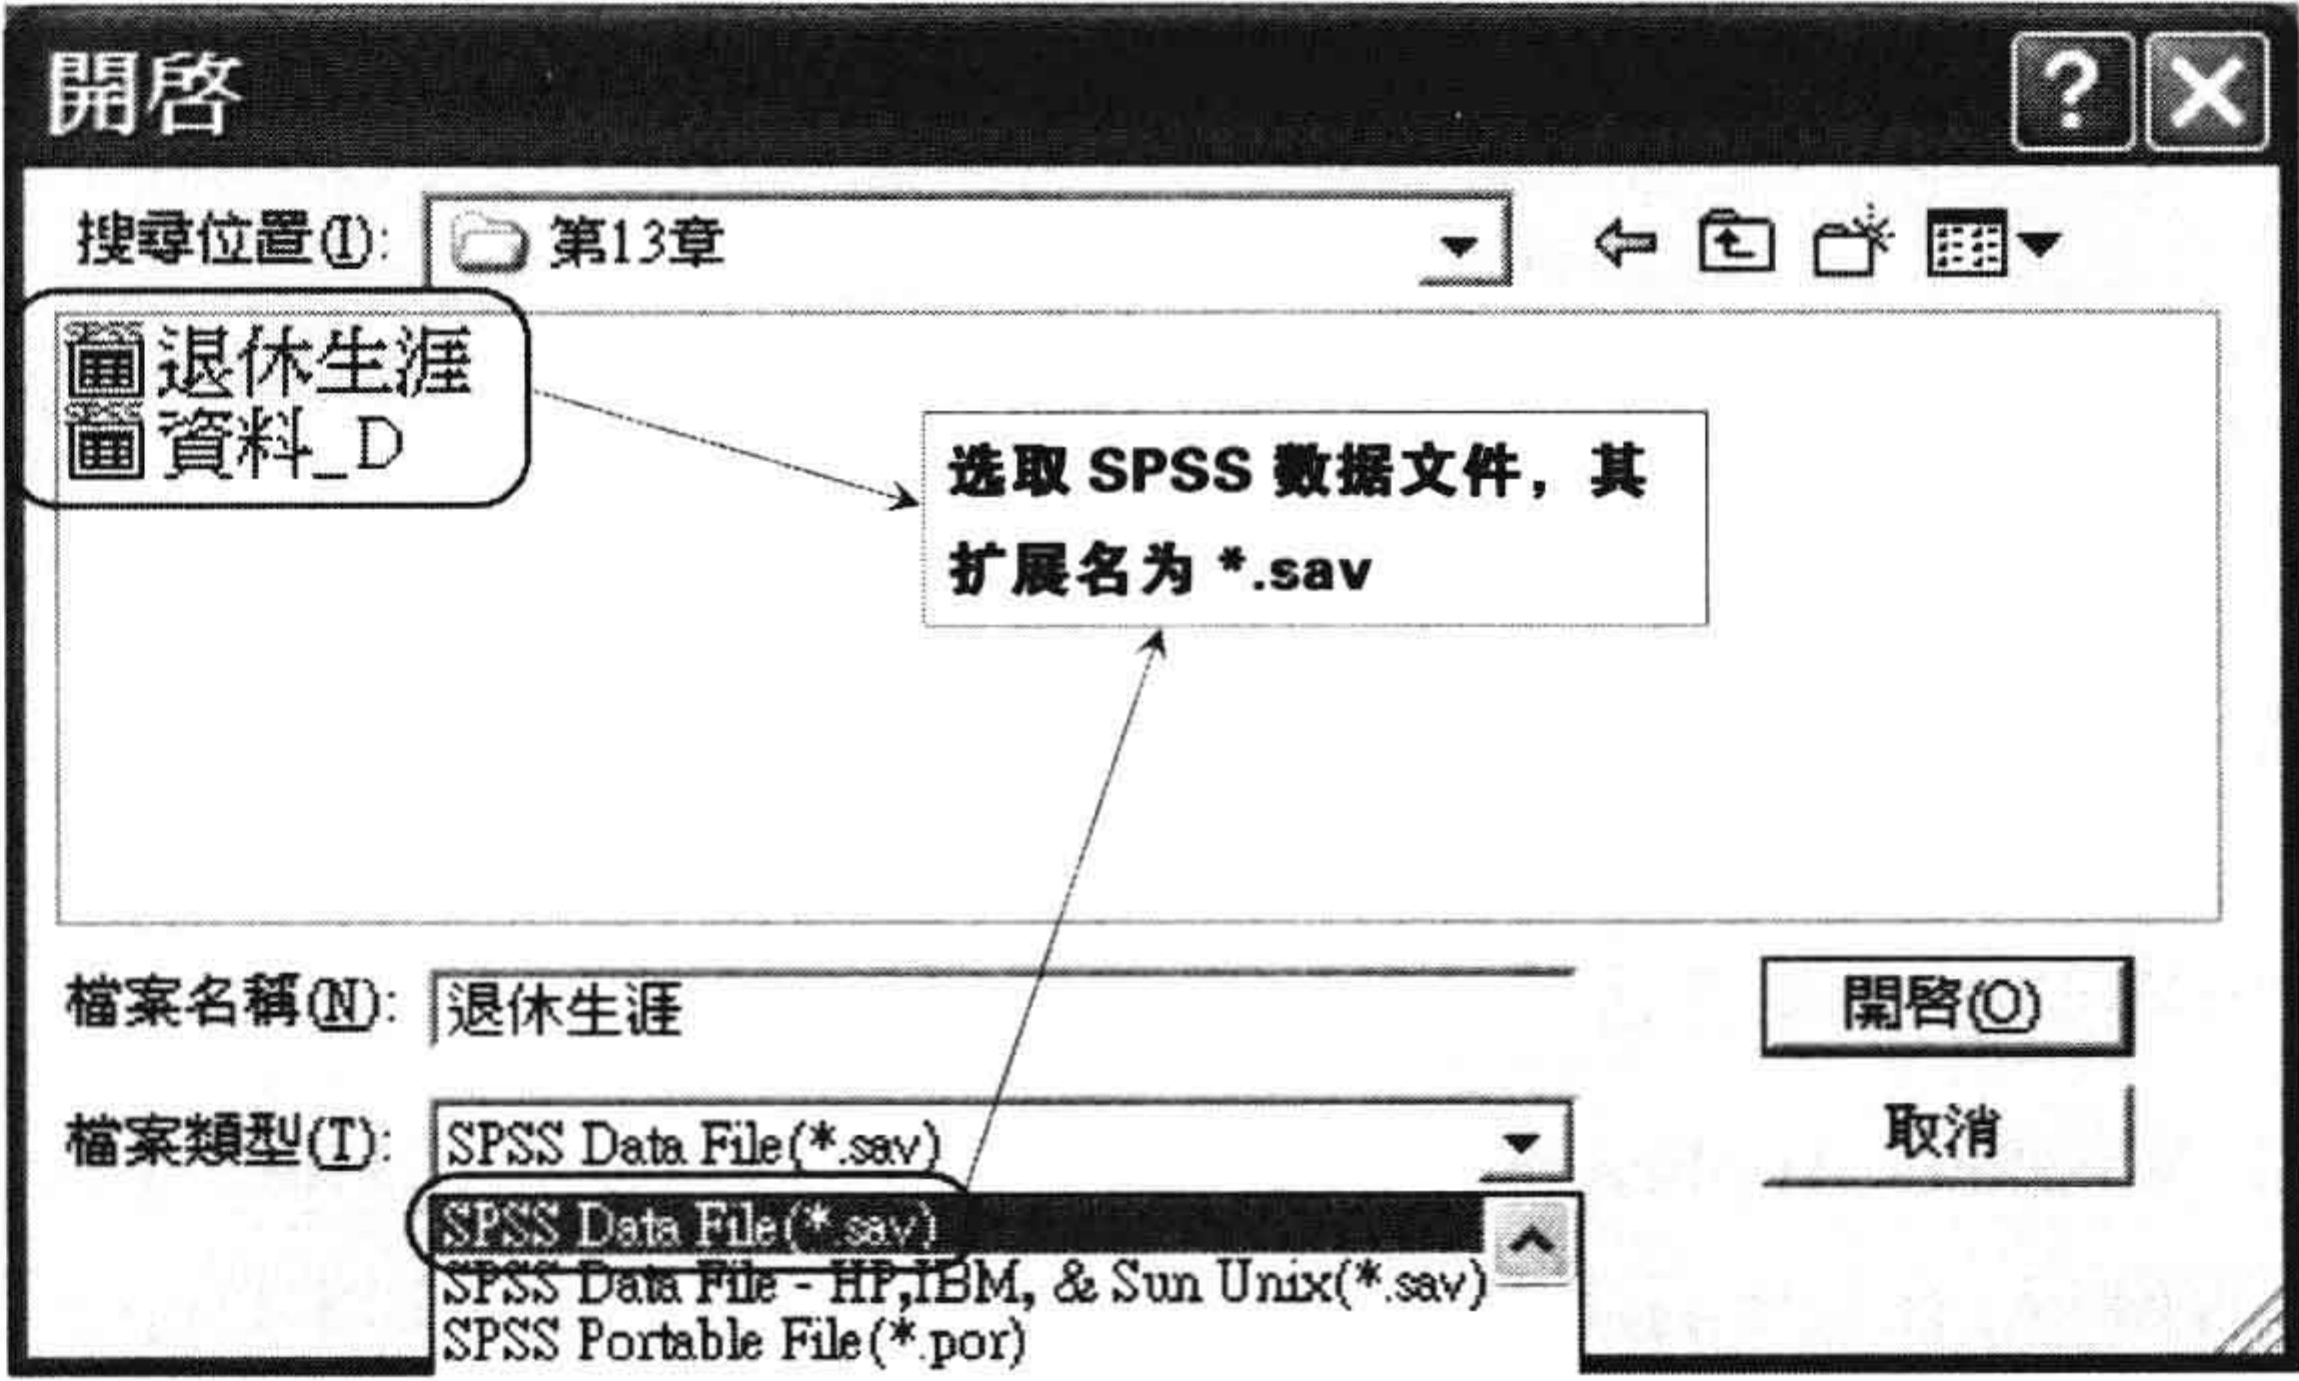 開啓
搜尋位置(I): 第13章
退休生涯
資料_D
选取 SPSS 数据文件，其
扩展名为 *.sav
檔案名稱(N): 退休生涯 開啓(O)
檔案類型(T): SPSS Data File(*.sav) 取消
SPSS Data File(*.sav)
SPSS Data File - HP,IBM, & Sun Unix(*.sav)
SPSS Portable File(*.por)